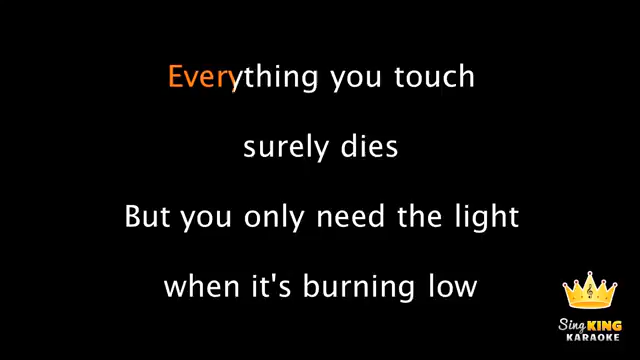 Everything you touch
surely dies
But you only need the light
when it's burning low
Sing KING
KARAOKE